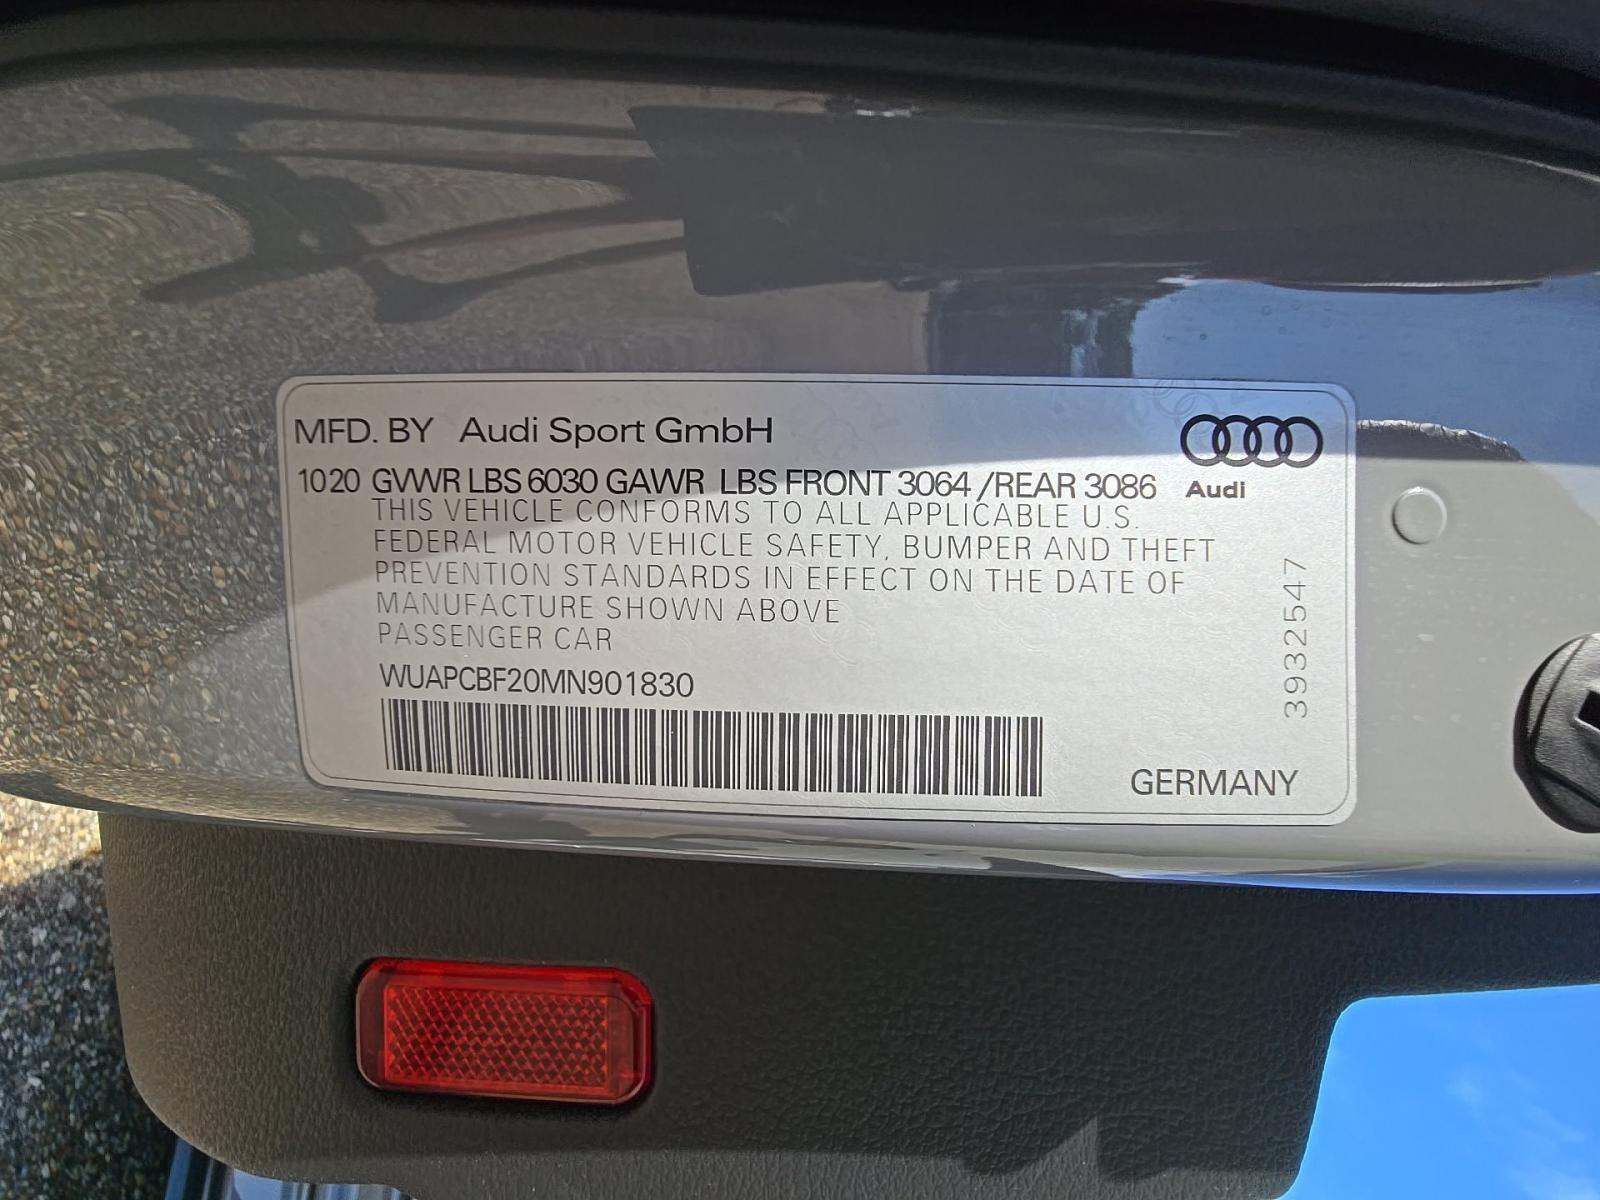 MFD. BY Audi Sport GmbH
1020 GVWR LBS 6030 GAWR LBS FRONT 3064 /REAR 3086
Audi
THIS VEHICLE CONFORMS TO ALL APPLICABLE U.S.
FEDERAL MOTOR VEHICLE SAFETY, BUMPER AND THEFT
PREVENTION STANDARDS IN EFFECT ON THE DATE OF
MANUFACTURE SHOWN ABOVE
PASSENGER CAR
WUAPCBF20MN901830
3932547
GERMANY